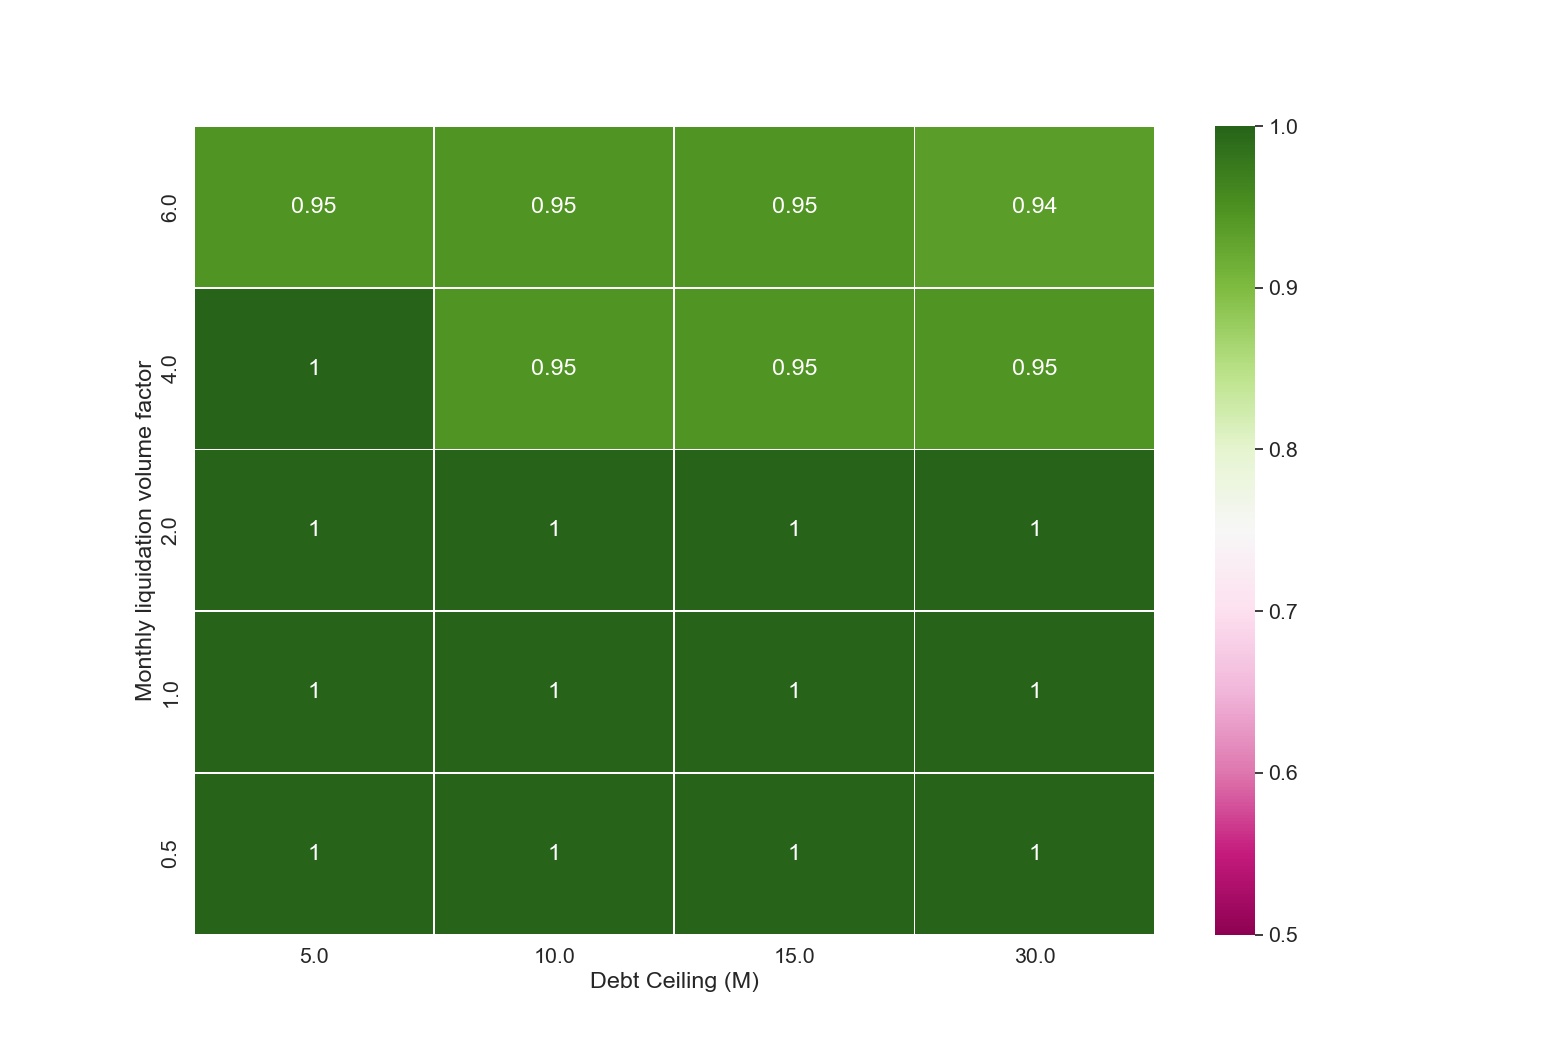 1.0
6.0 0.95 0.95 0.95 0.94
0.9
4.0 1 0.95 0.95 0.95
0.8
Monthly liquidation volume factor
2.0 1 1 1 1
0.7
1.0 1 1 1 1
0.6
0.5 1 1 1 1
0.5
5.0 10.0 15.0 30.0
Debt Ceiling (M)